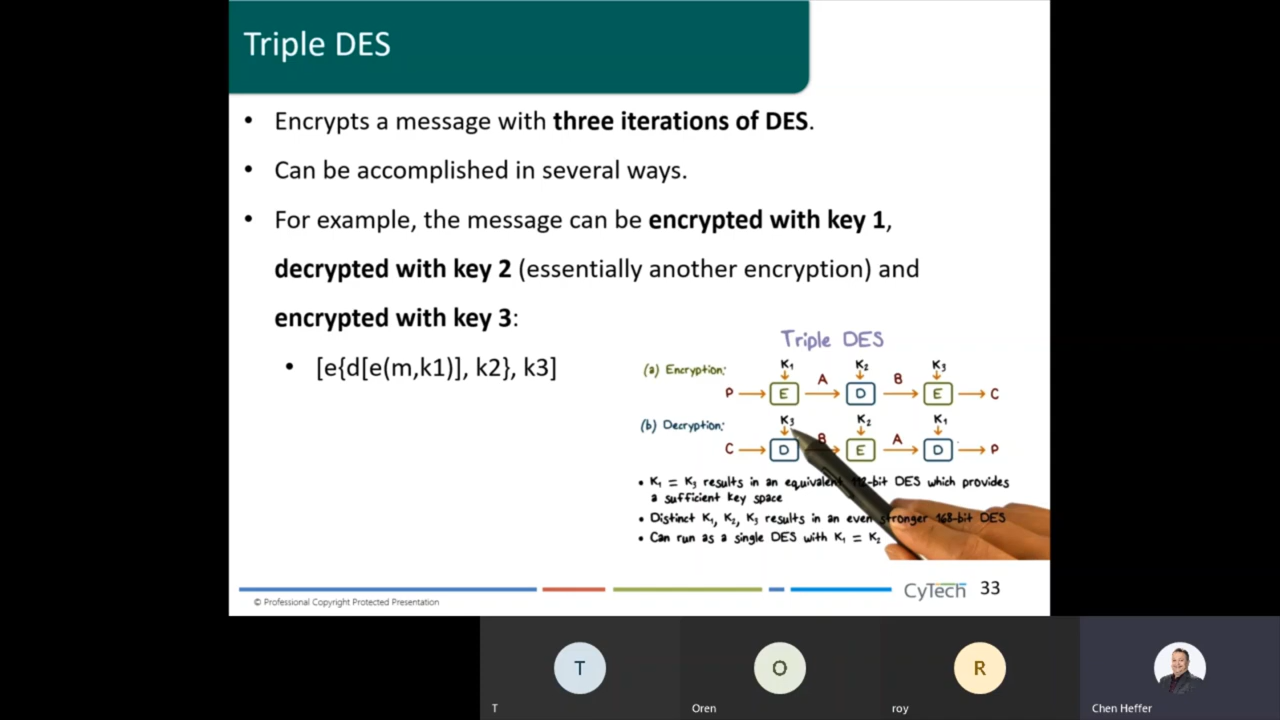 Triple DES
• Encrypts a message with three iterations of DES.
• Can be accomplished in several ways.
• For example, the message can be encrypted with key 1,
decrypted with key 2 (essentially another encryption) and
encrypted with key 3:
• [e{d[e(m,k1)], k2}, k3]
Triple DES
K1 K2 K3
(a) Encryption: P E A D B E C
K3 K2 K1
(b) Decryption: C D B E A D P
• K1 = K3 results in an equivalent 112-bit DES which provides
a sufficient key space
• Distinct K1, K2, K3 results in an even stronger 168-bit DES
• Can run as a single DES with K1 = K2
© Professional Copyright Protected Presentation
CyTech 33
T O R
T Oren roy Chen Heffer